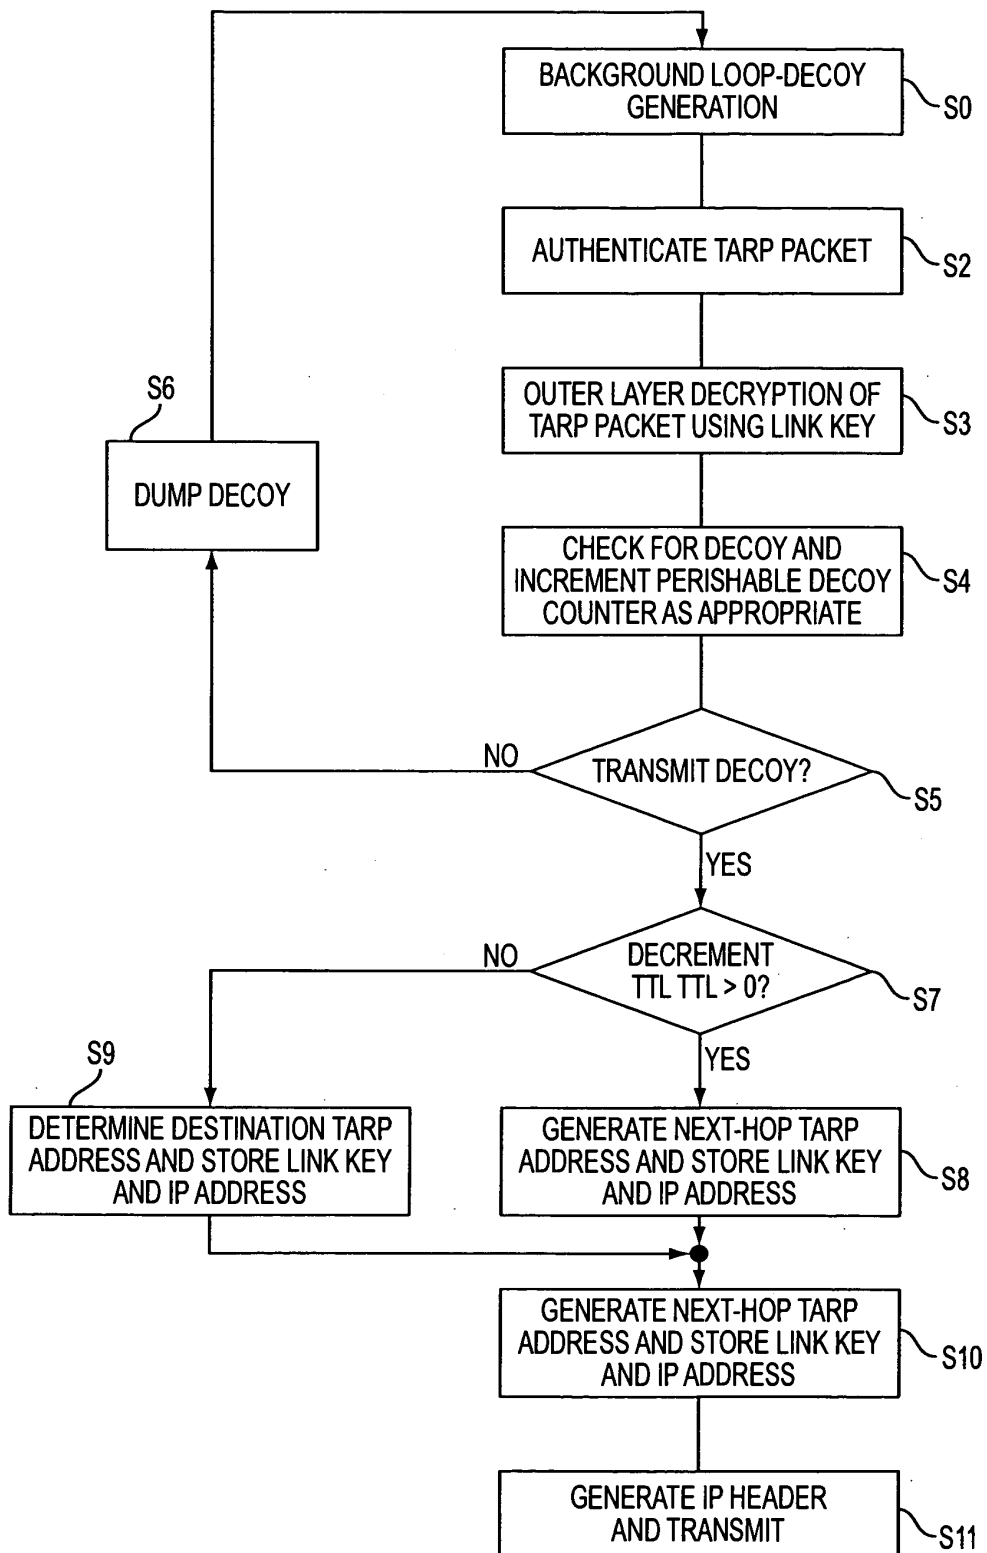 BACKGROUND LOOP-DECOY
GENERATION
S0
AUTHENTICATE TARP PACKET
S2
OUTER LAYER DECRYPTION OF
TARP PACKET USING LINK KEY
S3
S6
DUMP DECOY
CHECK FOR DECOY AND
INCREMENT PERISHABLE DECOY
COUNTER AS APPROPRIATE
S4
NO
TRANSMIT DECOY?
S5
YES
NO
DECREMENT
TTL TTL > 0?
S7
YES
S9
DETERMINE DESTINATION TARP
ADDRESS AND STORE LINK KEY
AND IP ADDRESS
GENERATE NEXT-HOP TARP
ADDRESS AND STORE LINK KEY
AND IP ADDRESS
S8
GENERATE NEXT-HOP TARP
ADDRESS AND STORE LINK KEY
AND IP ADDRESS
S10
GENERATE IP HEADER
AND TRANSMIT
S11